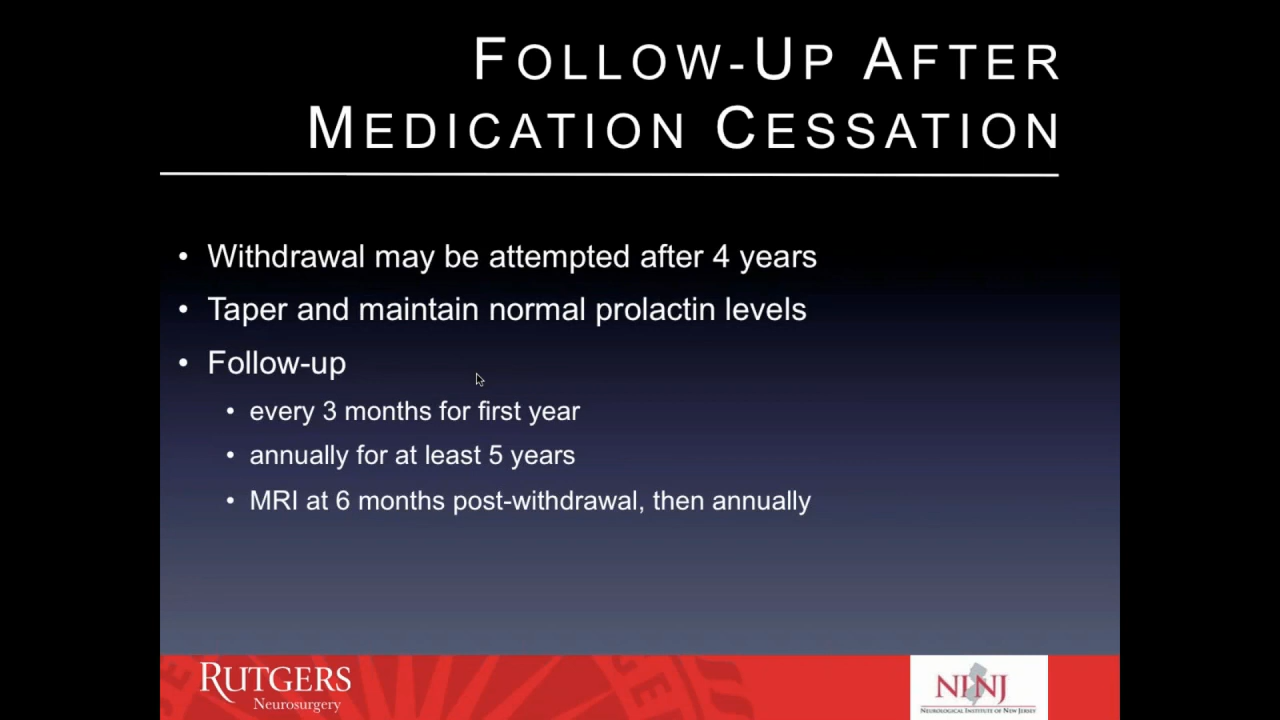 FOLLOW-UP AFTER
MEDICATION CESSATION
• Withdrawal may be attempted after 4 years
• Taper and maintain normal prolactin levels
• Follow-up
• every 3 months for first year
• annually for at least 5 years
• MRI at 6 months post-withdrawal, then annually
RUTGERS
Neurosurgery
NINJ
NEUROLOGICAL INSTITUTE OF NEW JERSEY